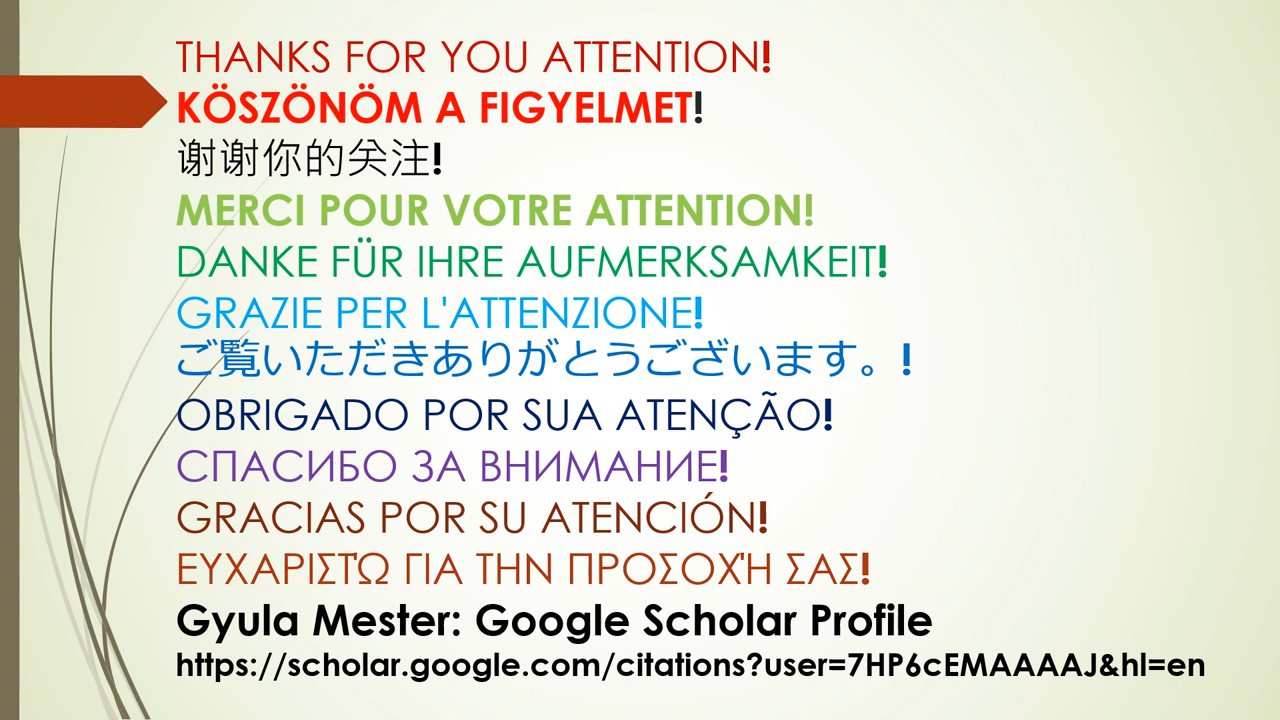 THANKS FOR YOU ATTENTION!
KÖSZÖNÖM A FIGYELMET!
谢谢你的关注!
MERCI POUR VOTRE ATTENTION!
DANKE FÜR IHRE AUFMERKSAMKEIT!
GRAZIE PER L'ATTENZIONE!
ご覧いただきありがとうございます。!
OBRIGADO POR SUA ATENÇÃO!
СПАСИБО ЗА ВНИМАНИЕ!
GRACIAS POR SU ATENCIÓN!
ΕΥΧΑΡΙΣΤΏ ΓΙΑ ΤΗΝ ΠΡΟΣΟΧΉ ΣΑΣ!
Gyula Mester: Google Scholar Profile
https://scholar.google.com/citations?user=7HP6cEMAAAAJ&hl=en